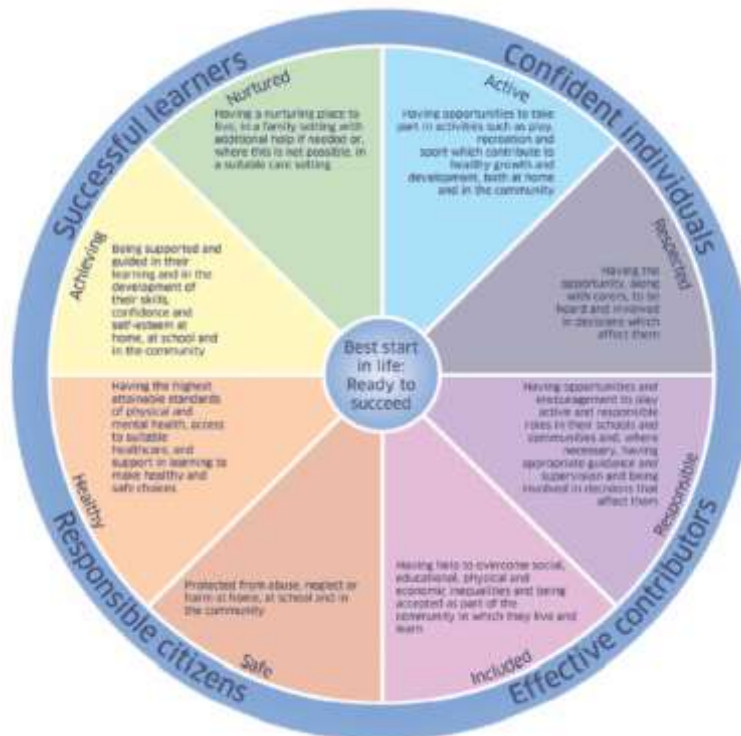 Successful learners
Confident individuals
Nurtured
Having a nurturing place to
live, in a family setting with
additional help if needed or,
where this is not possible, in
a suitable care setting
Active
Having opportunities to take
part in activities such as play,
recreation and
sport which contribute to
healthy growth and
development, both at home
and in the community
Achieving
Being supported and
guided in their
learning and in the
development of
their skills,
confidence and
self-esteem at
home, at school and
in the community
Respected
Having the
opportunity, along
with carers, to be
heard and involved
in decisions which
affect them
Best start
in life:
Ready to
succeed
Healthy
Having the highest
attainable standards
of physical and
mental health, access
to suitable
healthcare, and
support in learning to
make healthy and
safe choices
Responsible
Having opportunities and
encouragement to play
active and responsible
roles in their schools and
communities and, where
necessary, having
appropriate guidance and
supervision and being
involved in decisions that
affect them
Safe
Protected from abuse, neglect or
harm at home, at school and in
the community
Included
Having help to overcome social,
educational, physical and
economic inequalities and being
accepted as part of the
community in which they live and
learn
Responsible citizens
Effective contributors